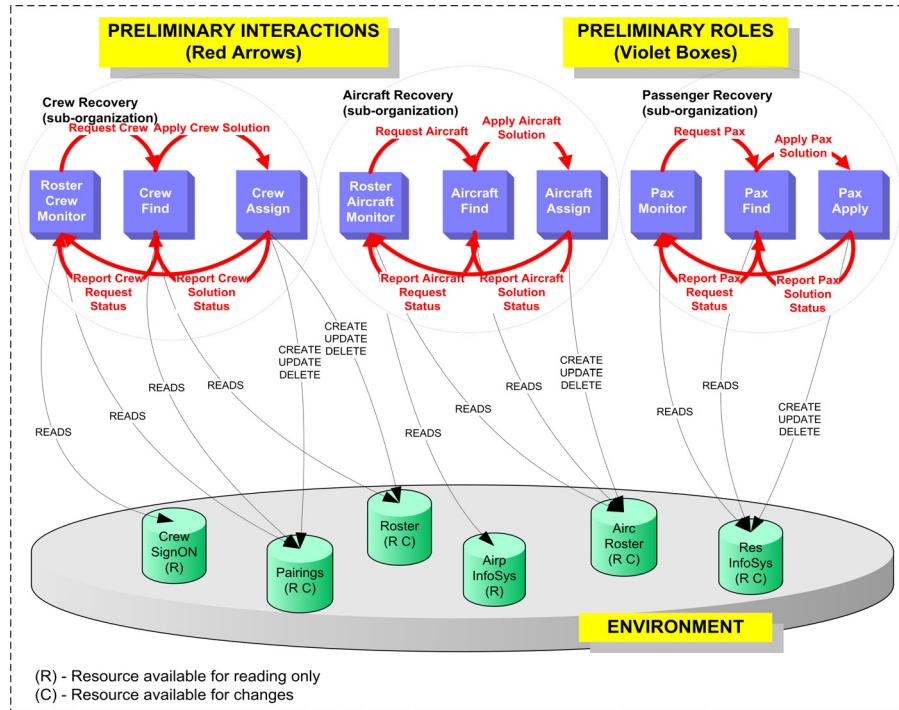 PRELIMINARY INTERACTIONS
(Red Arrows)
PRELIMINARY ROLES
(Violet Boxes)
Crew Recovery
(sub-organization)
Request Crew
Apply Crew Solution
Roster
Crew
Monitor
Crew
Find
Crew
Assign
Report Crew
Request
Status
Report Crew
Solution
Status
Aircraft Recovery
(sub-organization)
Request Aircraft
Apply Aircraft
Solution
Roster
Aircraft
Monitor
Aircraft
Find
Aircraft
Assign
Report Aircraft
Request
Status
Report Aircraft
Solution
Status
Passenger Recovery
(sub-organization)
Request Pax
Apply Pax
Solution
Pax
Monitor
Pax
Find
Pax
Apply
Report Pax
Request
Status
Report Pax
Solution
Status
CREATE
UPDATE
DELETE
CREATE
UPDATE
DELETE
CREATE
UPDATE
DELETE
CREATE
UPDATE
DELETE
READS
READS
READS
READS
READS
READS
READS
READS
READS
READS
Crew
SignON
(R)
Pairings
(R C)
Roster
(R C)
Airp
InfoSys
(R)
Airc
Roster
(R C)
Res
InfoSys
(R C)
ENVIRONMENT
(R) - Resource available for reading only
(C) - Resource available for changes